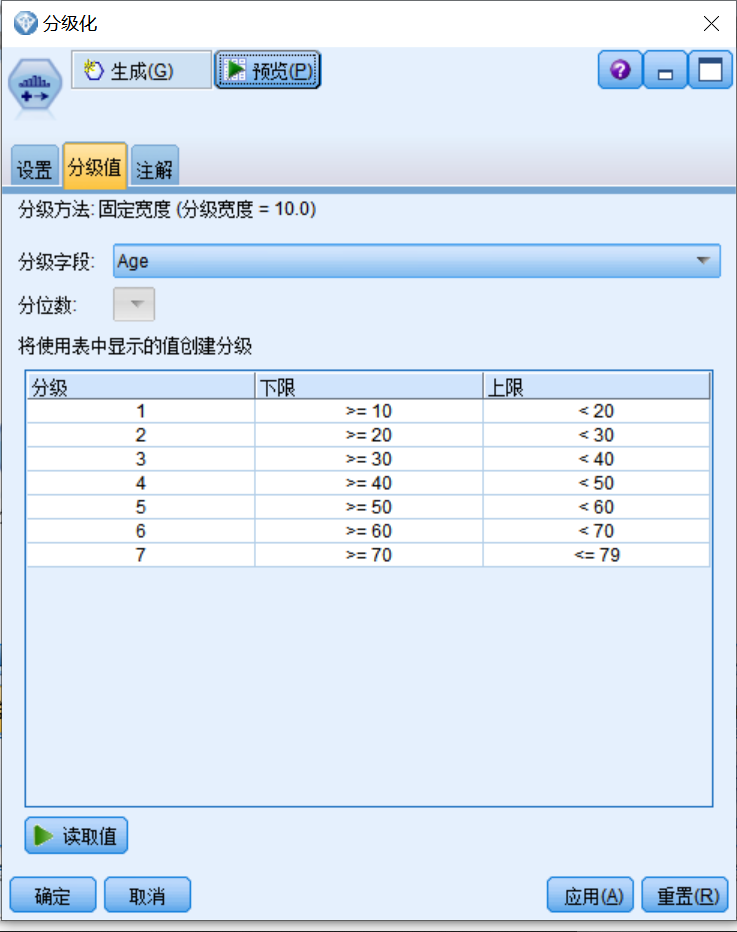 分级化
生成(G) 预览(P)
设置 分级值 注解
分级方法: 固定宽度 (分级宽度 = 10.0)
分级字段: Age
分位数:
将使用表中显示的值创建分级
分级 下限 上限
1 >= 10 < 20
2 >= 20 < 30
3 >= 30 < 40
4 >= 40 < 50
5 >= 50 < 60
6 >= 60 < 70
7 >= 70 <= 79
读取值
确定 取消 应用(A) 重置(R)